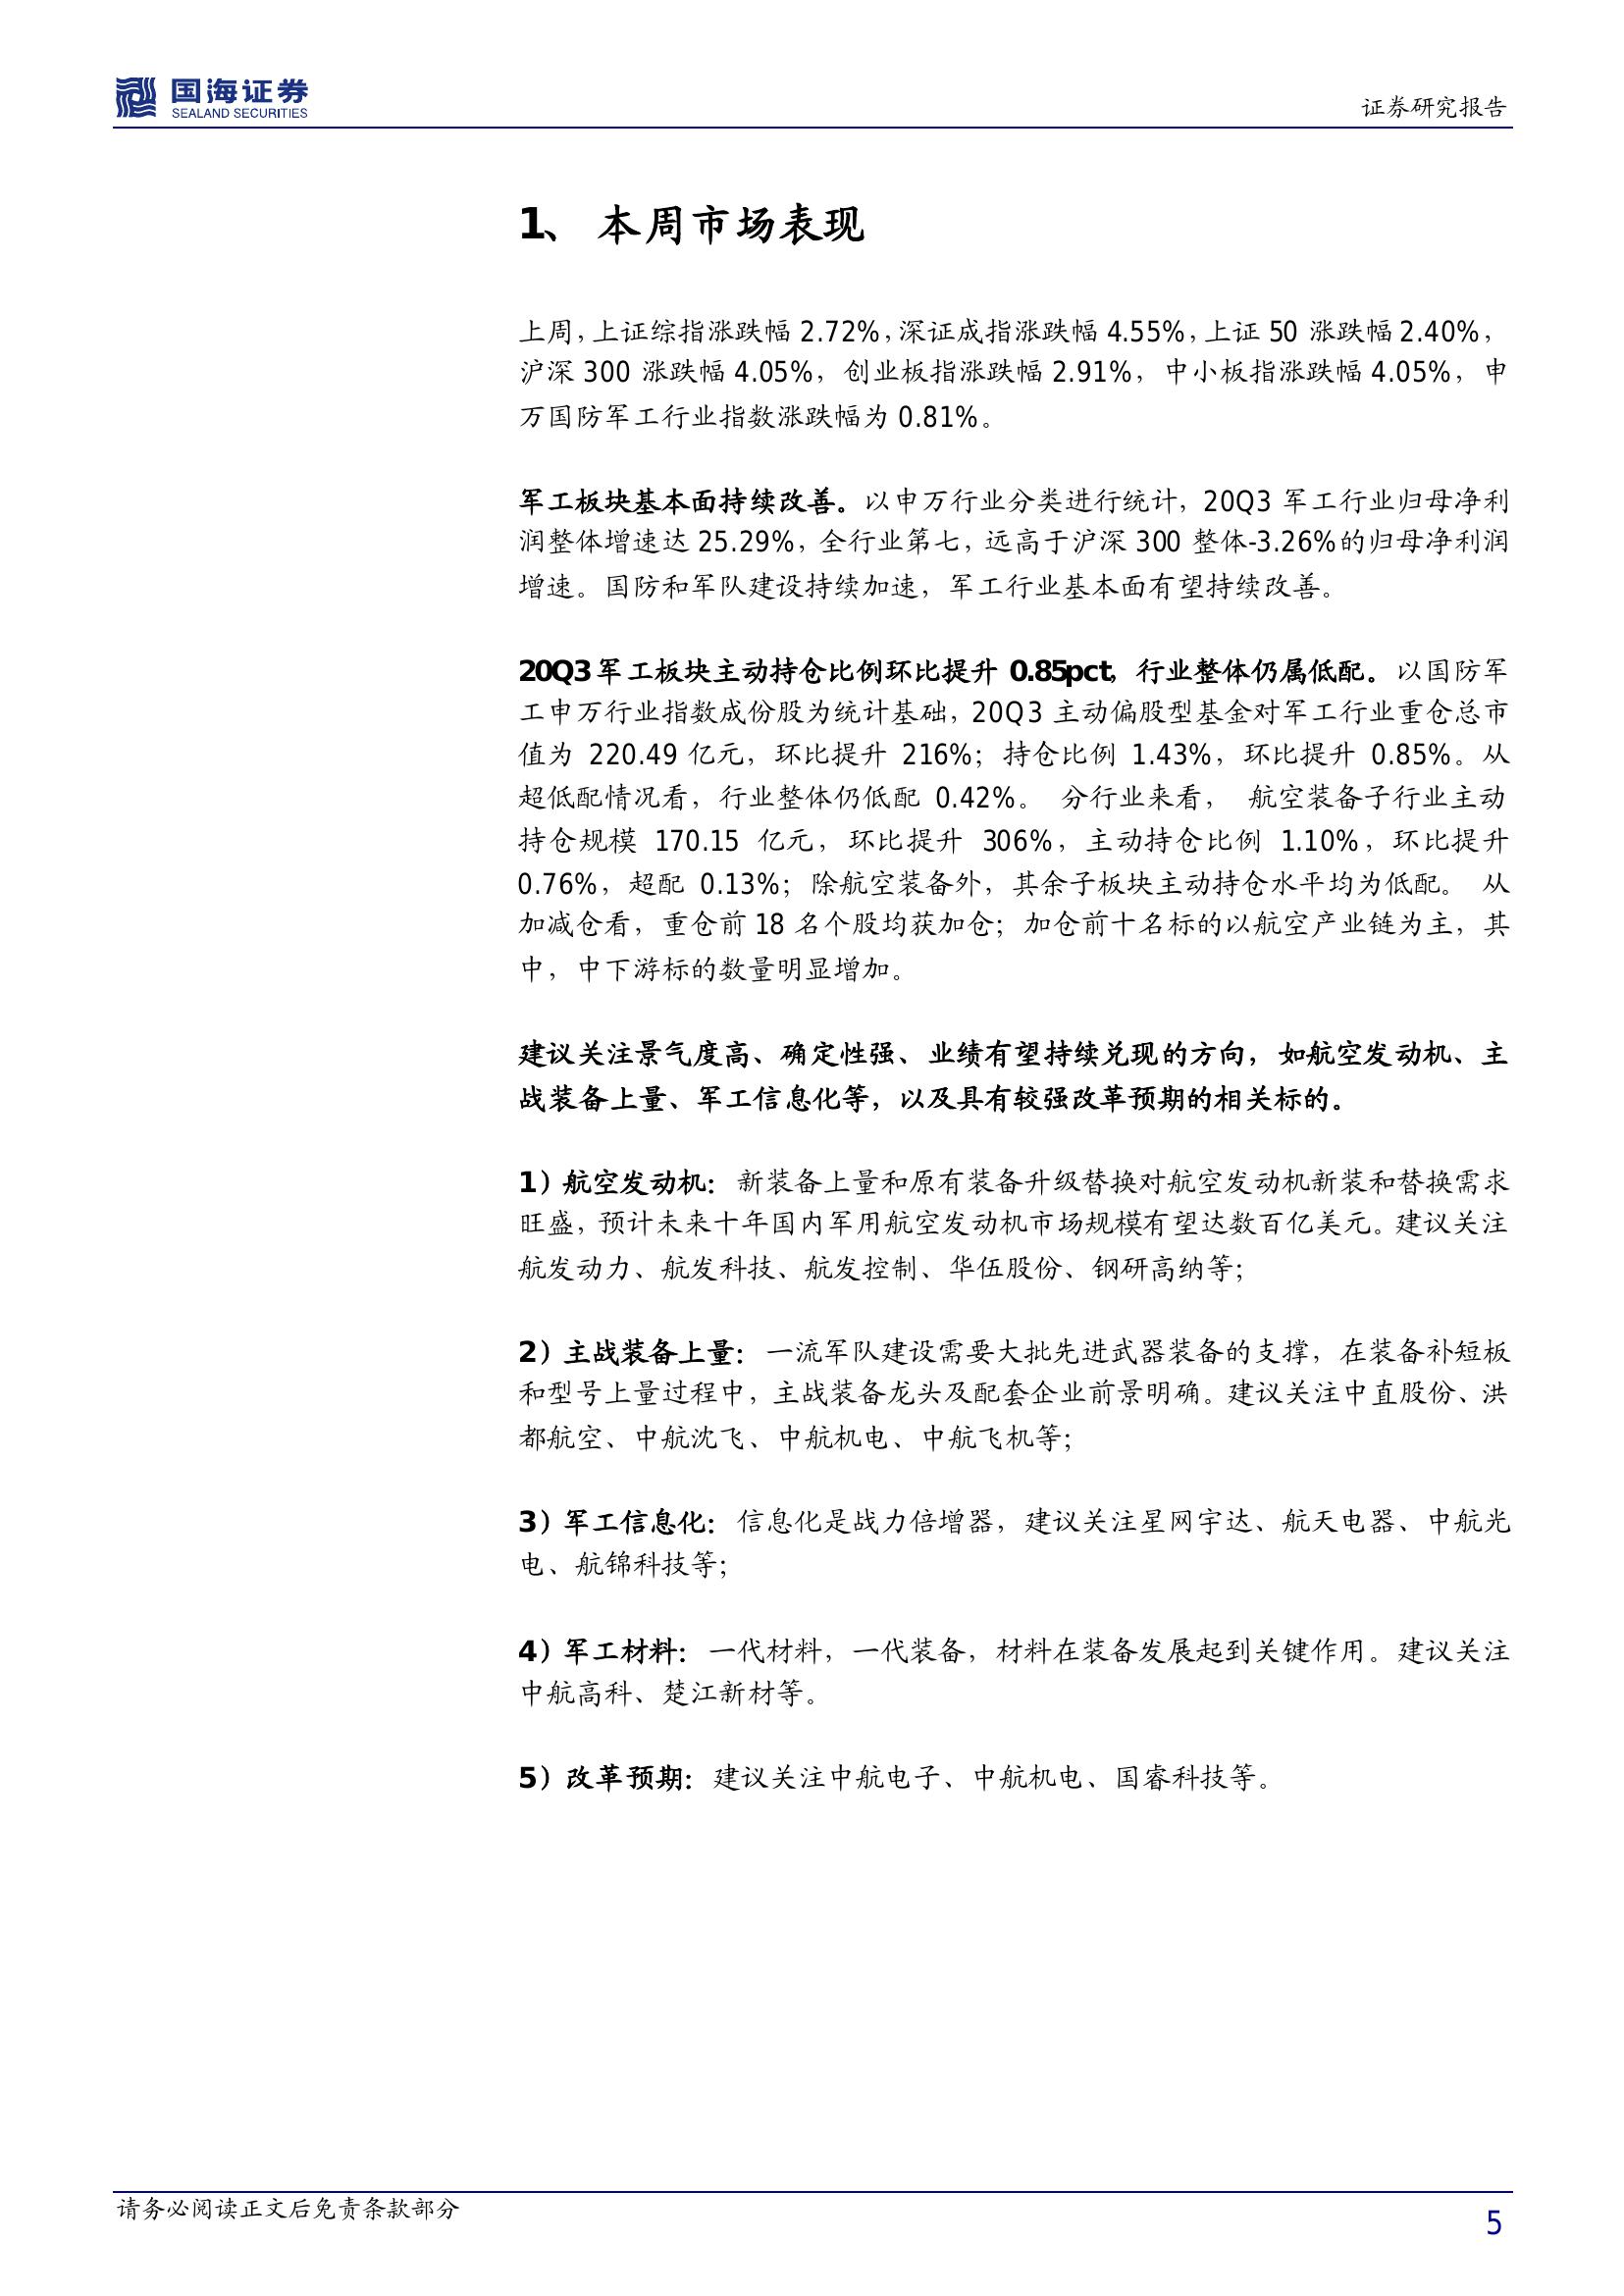 国海证券
SEALAND SECURITIES
证券研究报告
1、 本周市场表现
上周，上证综指涨跌幅 2.72%，深证成指涨跌幅 4.55%，上证 50 涨跌幅 2.40%，
沪深 300 涨跌幅 4.05%，创业板指涨跌幅 2.91%，中小板指涨跌幅 4.05%，申
万国防军工行业指数涨跌幅为 0.81%。
军工板块基本面持续改善。以申万行业分类进行统计，20Q3 军工行业归母净利
润整体增速达 25.29%，全行业第七，远高于沪深 300 整体-3.26%的归母净利润
增速。国防和军队建设持续加速，军工行业基本面有望持续改善。
20Q3 军工板块主动持仓比例环比提升 0.85pct，行业整体仍属低配。以国防军
工申万行业指数成份股为统计基础，20Q3 主动偏股型基金对军工行业重仓总市
值为 220.49 亿元，环比提升 216%；持仓比例 1.43%，环比提升 0.85%。从
超低配情况看，行业整体仍低配 0.42%。 分行业来看， 航空装备子行业主动
持仓规模 170.15 亿元，环比提升 306%，主动持仓比例 1.10%，环比提升
0.76%，超配 0.13%；除航空装备外，其余子板块主动持仓水平均为低配。 从
加减仓看，重仓前 18 名个股均获加仓；加仓前十名标的以航空产业链为主，其
中，中下游标的数量明显增加。
建议关注景气度高、确定性强、业绩有望持续兑现的方向，如航空发动机、主
战装备上量、军工信息化等，以及具有较强改革预期的相关标的。
1）航空发动机：新装备上量和原有装备升级替换对航空发动机新装和替换需求
旺盛，预计未来十年国内军用航空发动机市场规模有望达数百亿美元。建议关注
航发动力、航发科技、航发控制、华伍股份、钢研高纳等；
2）主战装备上量：一流军队建设需要大批先进武器装备的支撑，在装备补短板
和型号上量过程中，主战装备龙头及配套企业前景明确。建议关注中直股份、洪
都航空、中航沈飞、中航机电、中航飞机等；
3）军工信息化：信息化是战力倍增器，建议关注星网宇达、航天电器、中航光
电、航锦科技等；
4）军工材料：一代材料，一代装备，材料在装备发展起到关键作用。建议关注
中航高科、楚江新材等。
5）改革预期：建议关注中航电子、中航机电、国睿科技等。
请务必阅读正文后免责条款部分
5